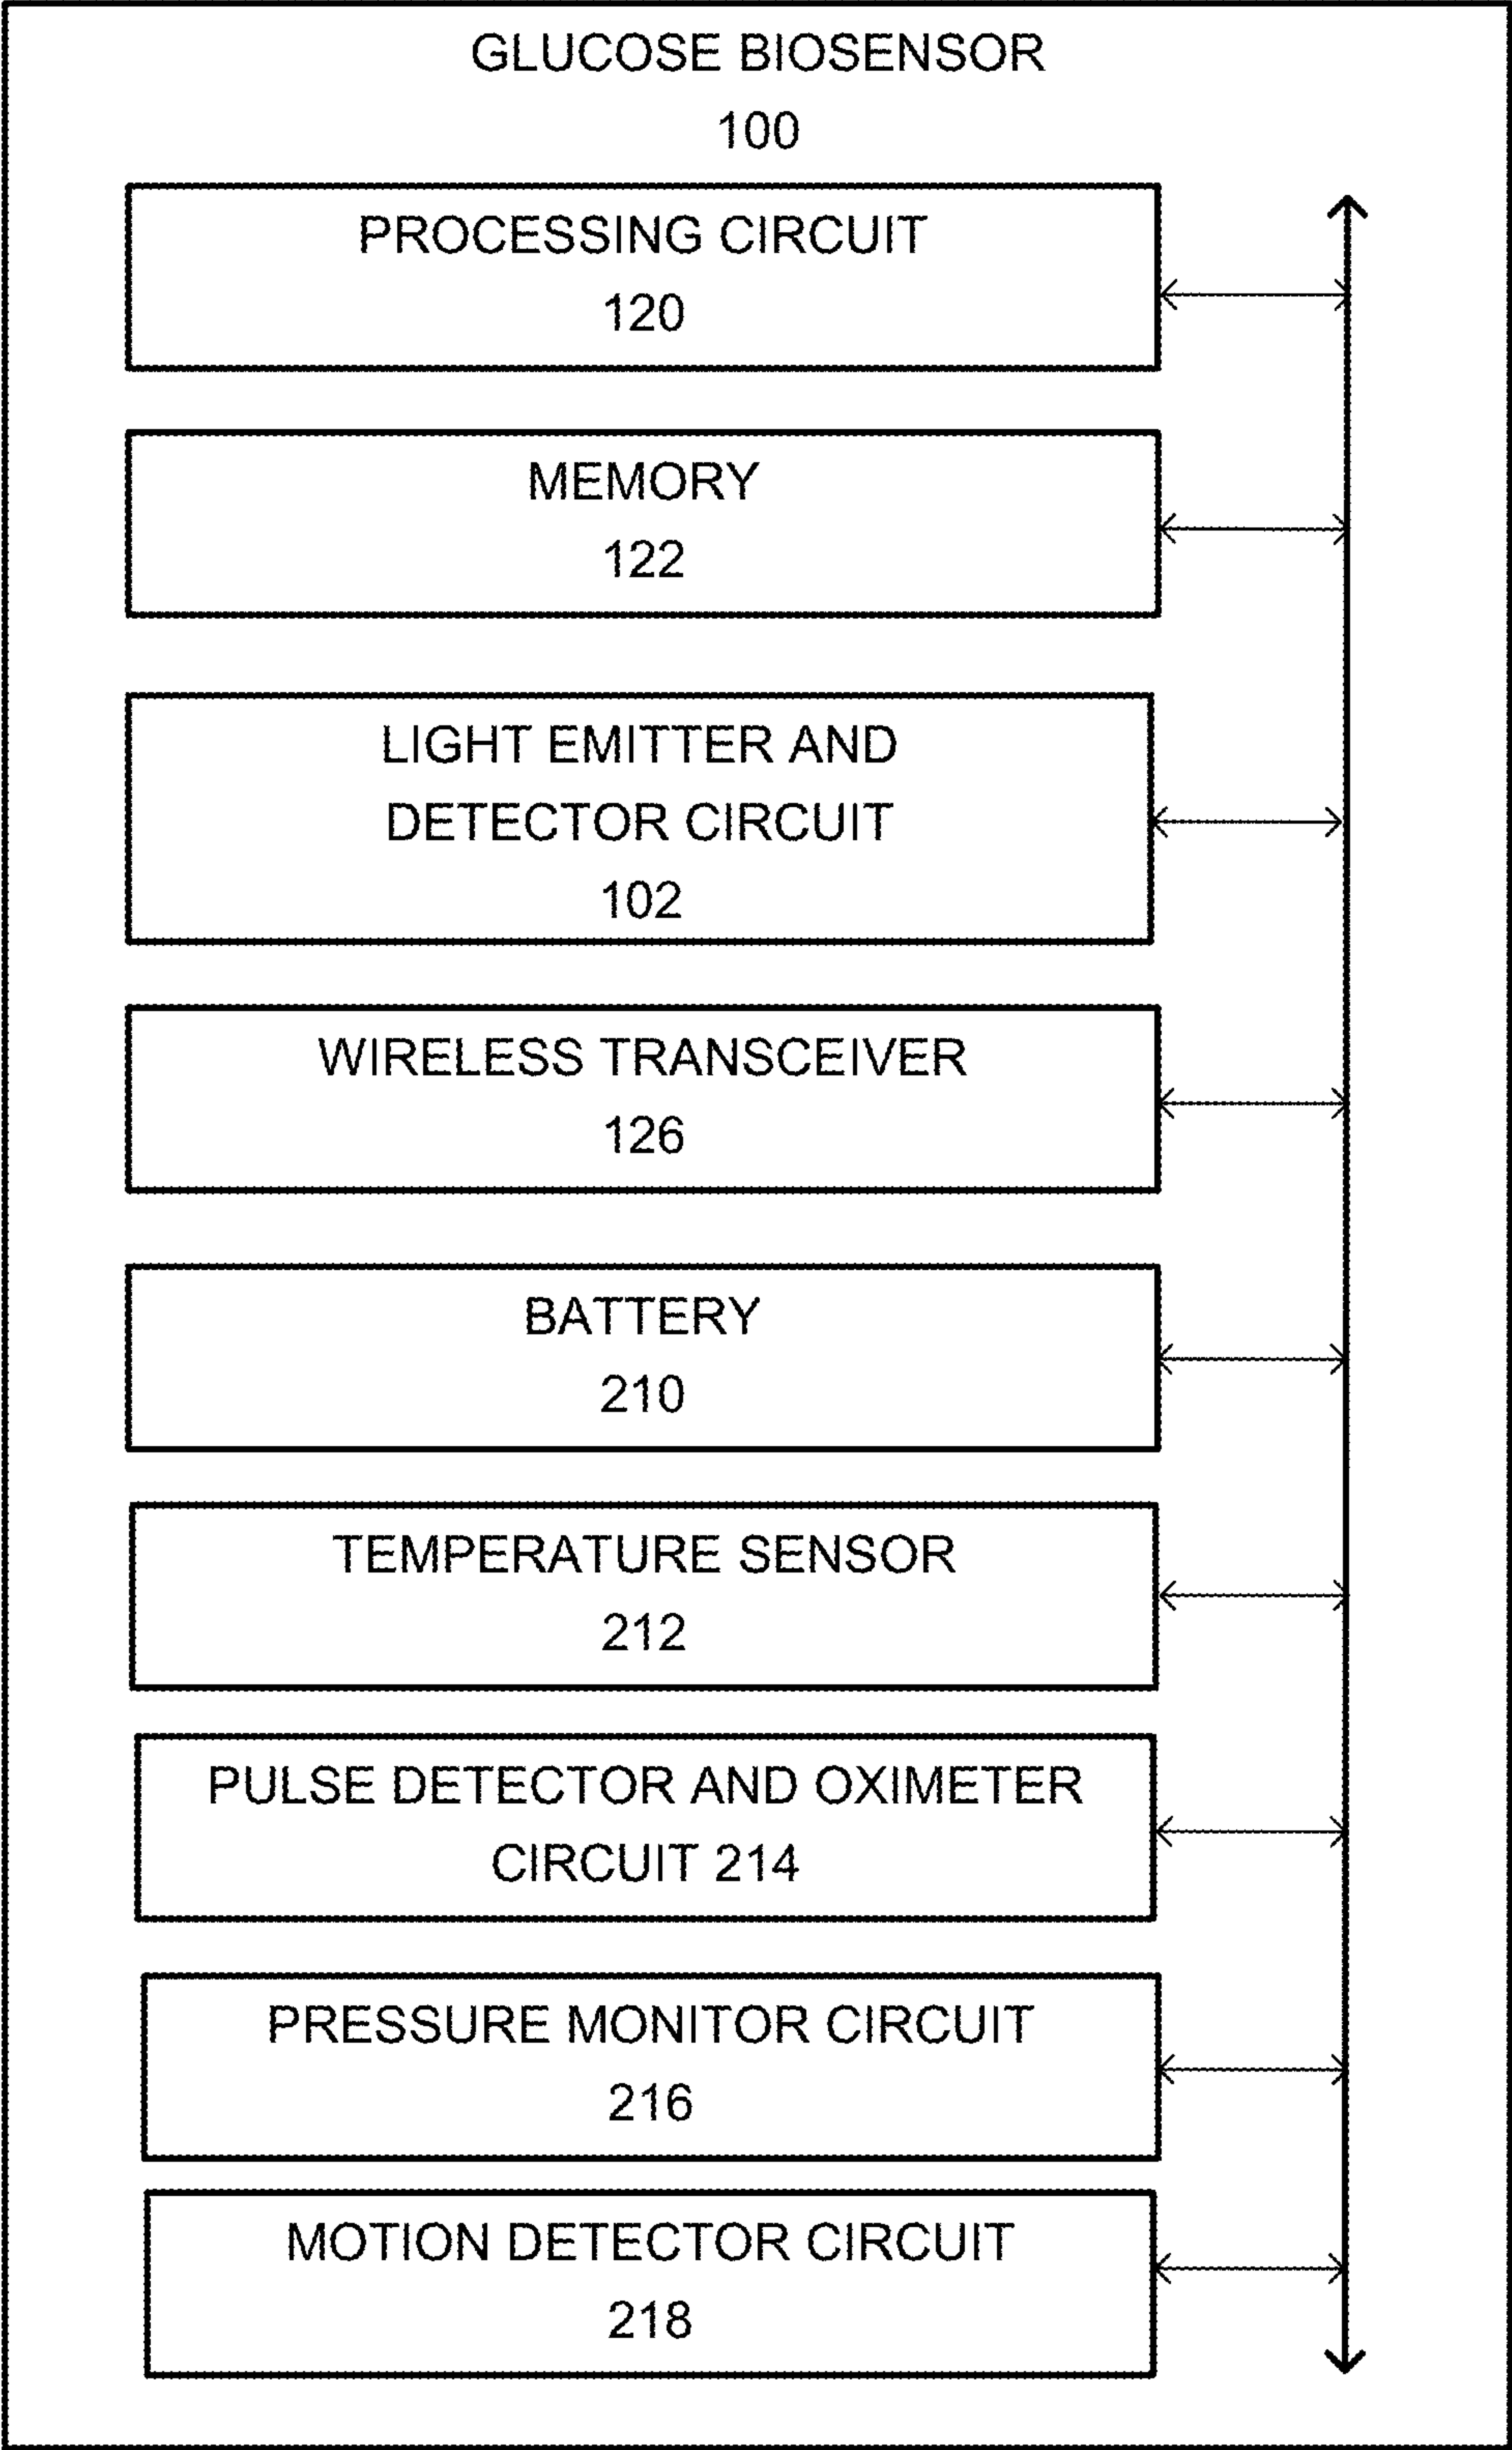 GLUCOSE BIOSENSOR
100
PROCESSING CIRCUIT
120
MEMORY
122
LIGHT EMITTER AND
DETECTOR CIRCUIT
102
WIRELESS TRANSCEIVER
126
BATTERY
210
TEMPERATURE SENSOR
212
PULSE DETECTOR AND OXIMETER
CIRCUIT 214
PRESSURE MONITOR CIRCUIT
216
MOTION DETECTOR CIRCUIT
218